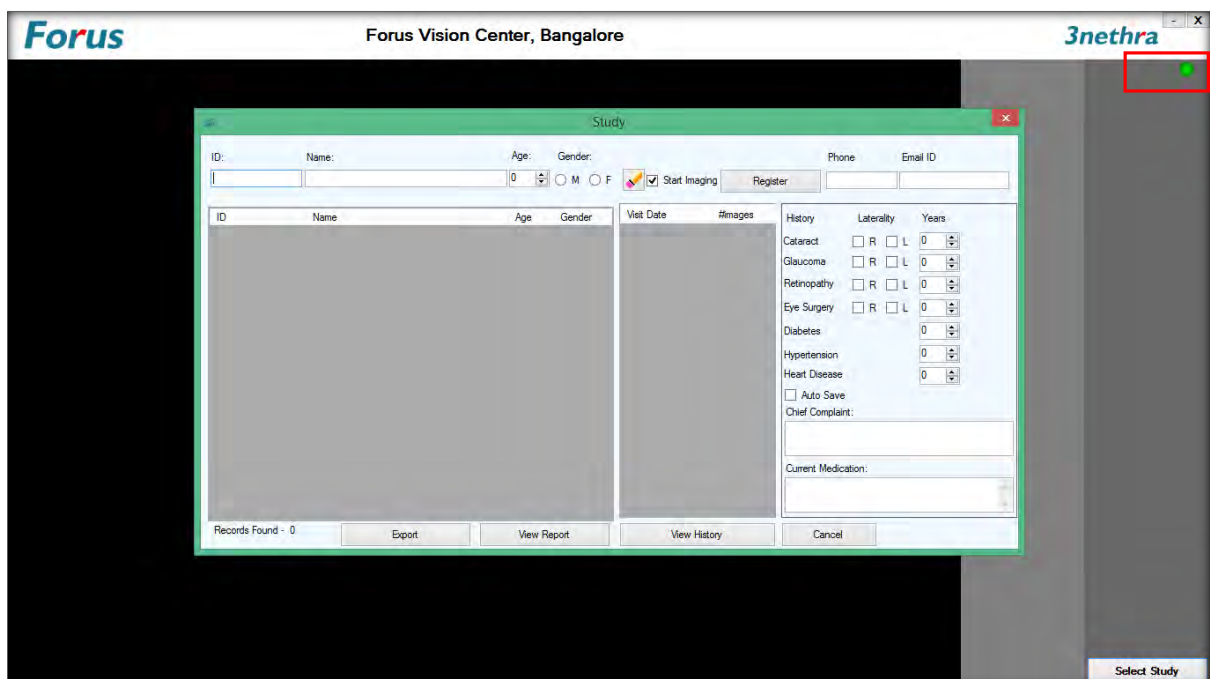 Forus
Forus Vision Center, Bangalore
- X
3nethra
Study
x
ID: Name: Age: Gender: Phone Email ID
0 M F Start Imaging Register
ID Name Age Gender
Visit Date #images
History Laterality Years
Cataract R L 0
Glaucoma R L 0
Retinopathy R L 0
Eye Surgery R L 0
Diabetes 0
Hypertension 0
Heart Disease 0
Auto Save
Chief Complaint:
Current Medication:
Records Found - 0
Export View Report View History Cancel
Select Study